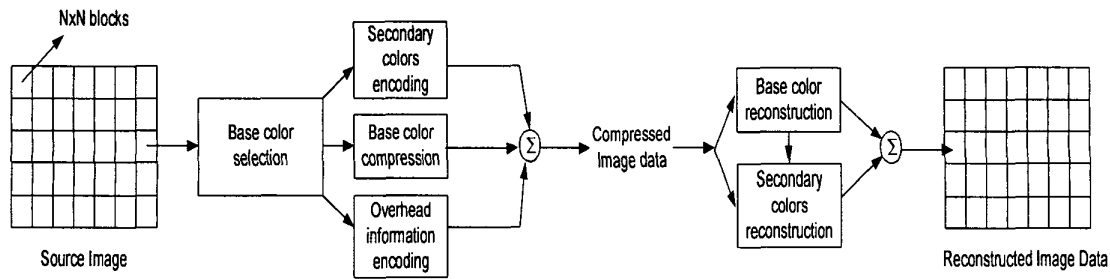 NxN blocks
Source Image
Base color
selection
Secondary
colors
encoding
Base color
compression
Overhead
information
encoding
Σ
Compressed
Image data
Base color
reconstruction
Secondary
colors
reconstruction
Σ
Reconstructed Image Data